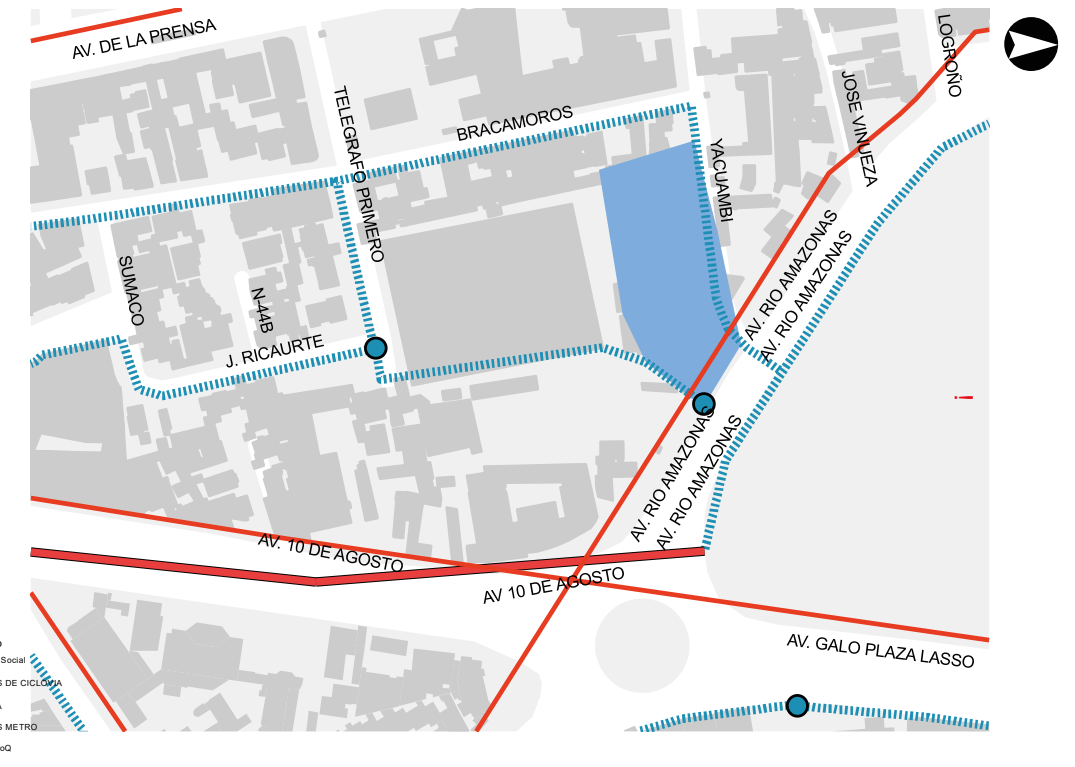 AV. DE LA PRENSA
LOGROÑO
TELEGRAFO PRIMERO
BRACAMOROS
JOSE VINUEZA
YACUAMBI
SUMACO
N-44B
J. RICAURTE
AV. RIO AMAZONAS
AV. RIO AMAZONAS
AV. RIO AMAZONAS
AV. RIO AMAZONAS
AV. 10 DE AGOSTO
AV 10 DE AGOSTO
AV. GALO PLAZA LASSO
Social
S DE CICLOVIA
S METRO
oQ